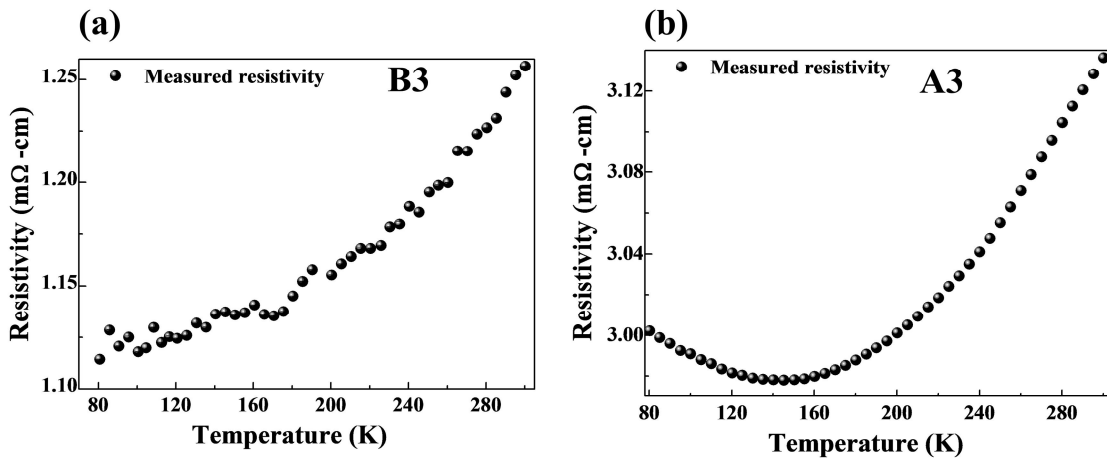 (a)
Measured resistivity
B3
Resistivity (mΩ -cm)
1.25
1.20
1.15
1.10
80 120 160 200 240 280
Temperature (K)
(b)
Measured resistivity
A3
Resistivity (mΩ -cm)
3.12
3.08
3.04
3.00
80 120 160 200 240 280
Temperature (K)